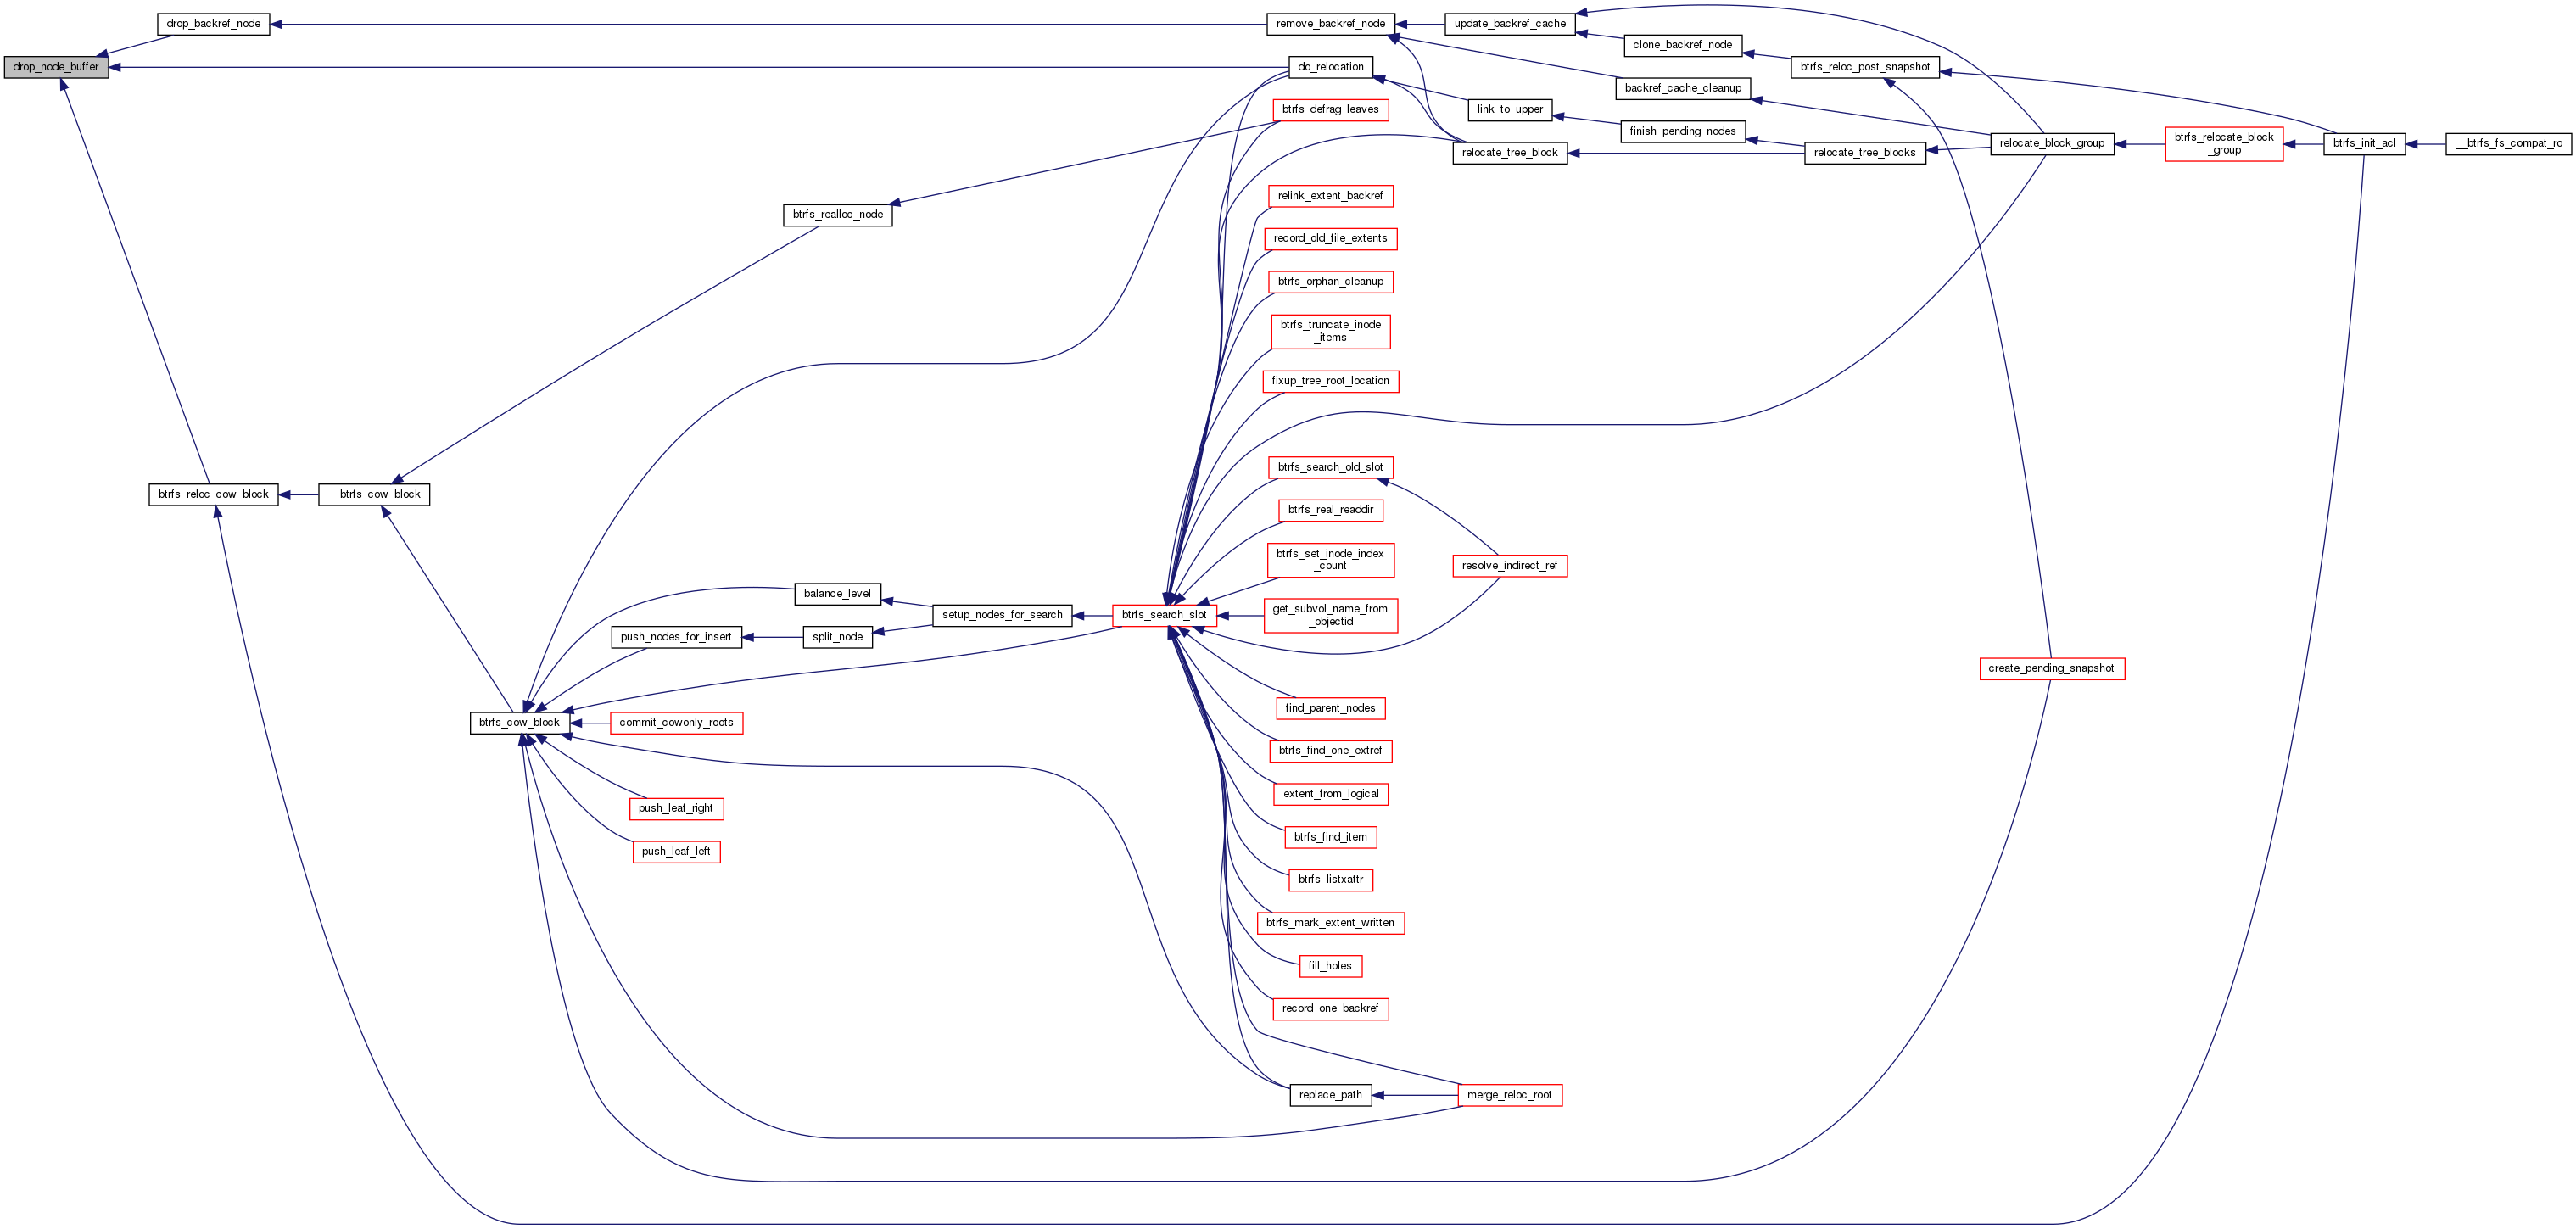 drop_backref_node
remove_backref_node
update_backref_cache
clone_backref_node
drop_node_buffer
do_relocation
btrfs_reloc_post_snapshot
backref_cache_cleanup
btrfs_defrag_leaves
link_to_upper
finish_pending_nodes
relocate_tree_block
relocate_tree_blocks
relocate_block_group
btrfs_relocate_block
_group
btrfs_init_acl
__btrfs_fs_compat_ro
relink_extent_backref
btrfs_realloc_node
record_old_file_extents
btrfs_orphan_cleanup
btrfs_truncate_inode
_items
fixup_tree_root_location
btrfs_search_old_slot
btrfs_reloc_cow_block
__btrfs_cow_block
btrfs_real_readdir
btrfs_set_inode_index
_count
resolve_indirect_ref
balance_level
setup_nodes_for_search
btrfs_search_slot
get_subvol_name_from
_objectid
push_nodes_for_insert
split_node
create_pending_snapshot
find_parent_nodes
btrfs_cow_block
commit_cowonly_roots
btrfs_find_one_extref
extent_from_logical
push_leaf_right
btrfs_find_item
push_leaf_left
btrfs_listxattr
btrfs_mark_extent_written
fill_holes
record_one_backref
replace_path
merge_reloc_root